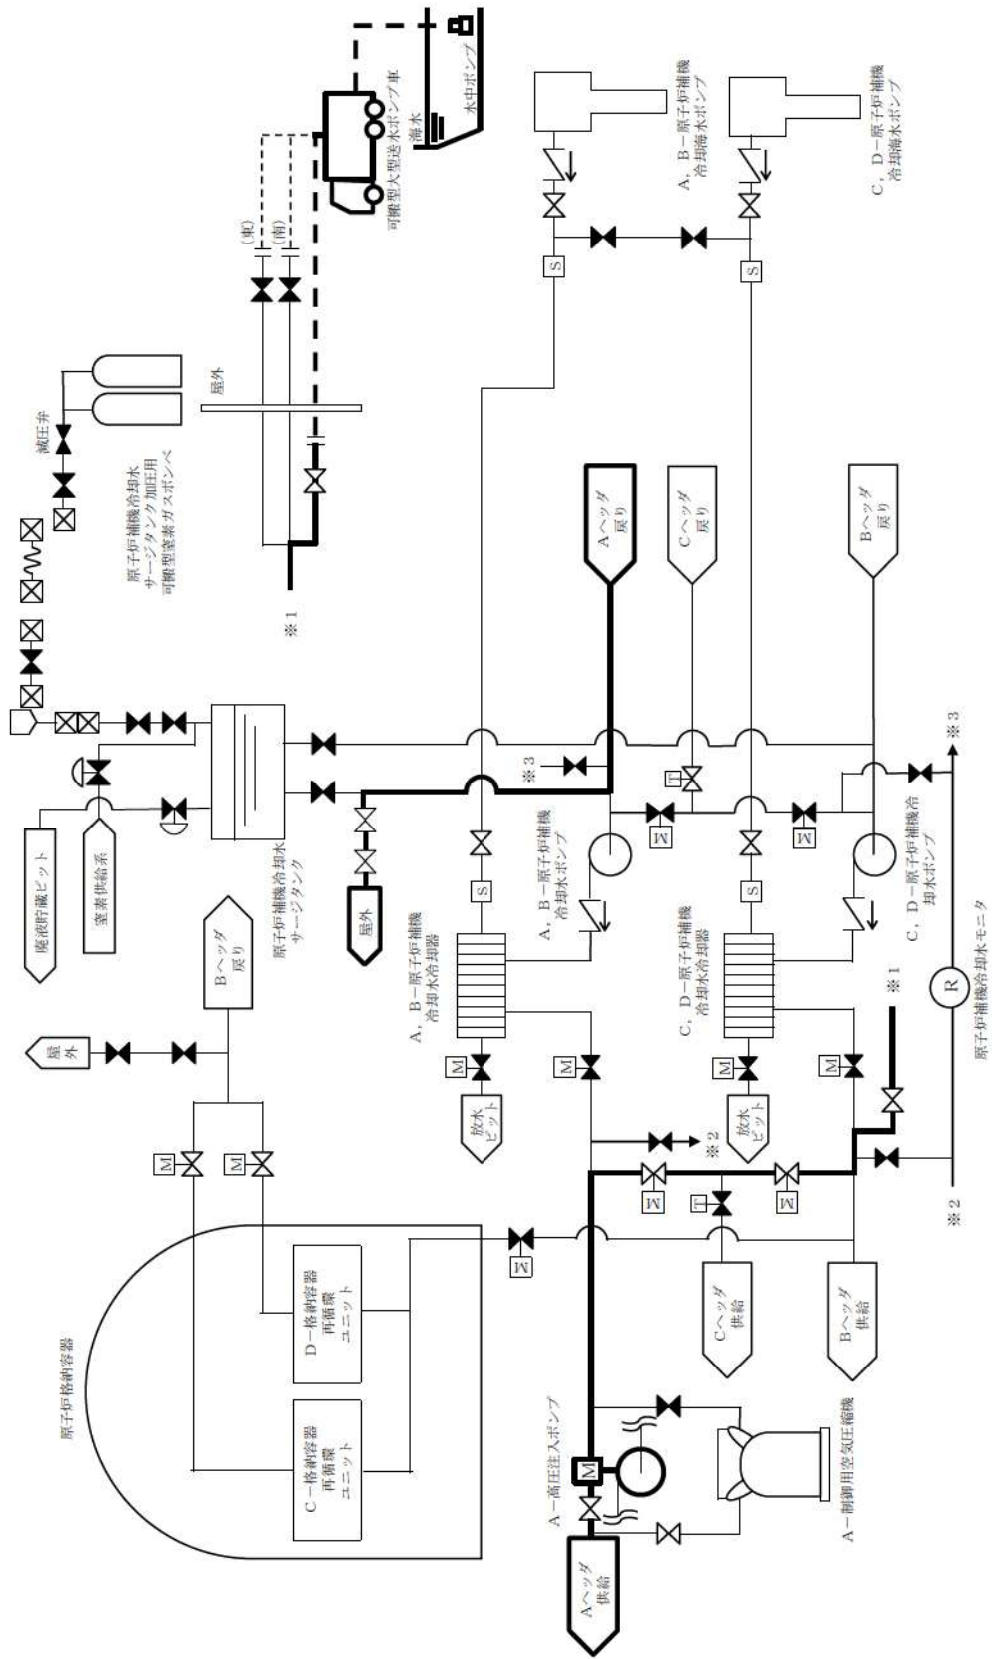 原子炉格納容器
C－格納容器
再循環
ユニット
D－格納容器
再循環
ユニット
M
M
屋外
Bヘッダ
戻り
廃液貯蔵ピット
窒素供給系
原子炉補機冷却水
サージタンク
減圧弁
原子炉補機冷却水
サージタンク加圧用
可搬型窒素ガスボンベ
屋外
(東)
(南)
※1
可搬型大型送水ポンプ車
海水
水中ポンプ
屋外
※3
A，B－原子炉補機
冷却水冷却器
M
放水
ピット
S
M
A，B－原子炉補機
冷却水ポンプ
S
A，B－原子炉補機
冷却海水ポンプ
Aヘッダ
戻り
Cヘッダ
戻り
Bヘッダ
戻り
T
M
M
※2
M
M
M
T
C，D－原子炉補機
冷却水冷却器
M
放水
ピット
S
M
C，D－原子炉補機冷
却水ポンプ
S
C，D－原子炉補機
冷却海水ポンプ
A－高圧注入ポンプ
M
Aヘッダ
供給
A－制御用空気圧縮機
Cヘッダ
供給
Bヘッダ
供給
※1
※2
R
原子炉補機冷却水モニタ
※3